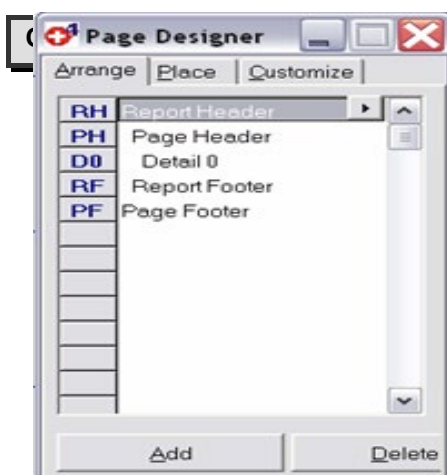 Page Designer
Arrange Place Customize
RH Report Header
PH Page Header
D0 Detail 0
RF Report Footer
PF Page Footer
Add Delete